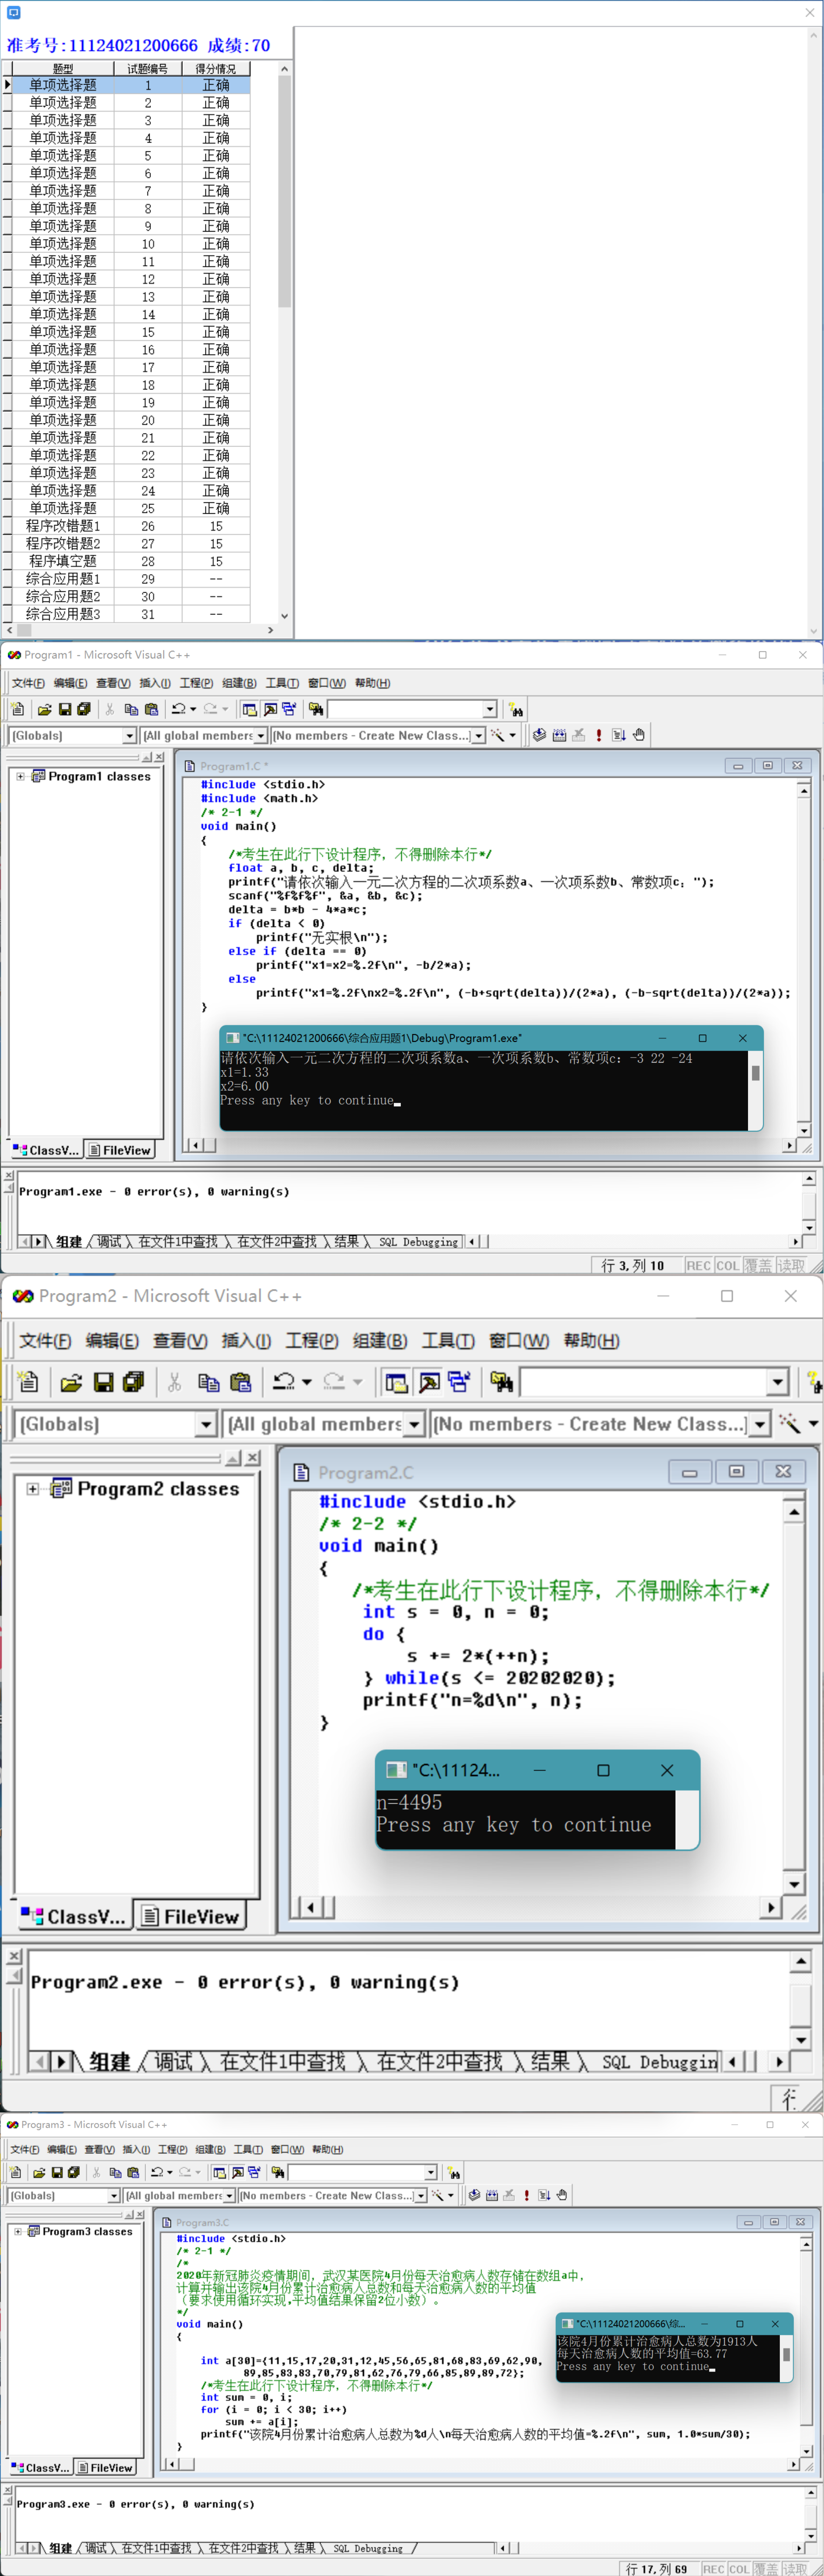 准考号:11124021200666 成绩:70
题型 试题编号 得分情况
单项选择题 1 正确
单项选择题 2 正确
单项选择题 3 正确
单项选择题 4 正确
单项选择题 5 正确
单项选择题 6 正确
单项选择题 7 正确
单项选择题 8 正确
单项选择题 9 正确
单项选择题 10 正确
单项选择题 11 正确
单项选择题 12 正确
单项选择题 13 正确
单项选择题 14 正确
单项选择题 15 正确
单项选择题 16 正确
单项选择题 17 正确
单项选择题 18 正确
单项选择题 19 正确
单项选择题 20 正确
单项选择题 21 正确
单项选择题 22 正确
单项选择题 23 正确
单项选择题 24 正确
单项选择题 25 正确
程序改错题1 26 15
程序改错题2 27 15
程序填空题 28 15
综合应用题1 29 --
综合应用题2 30 --
综合应用题3 31 --
Program1 - Microsoft Visual C++
文件(F) 编辑(E) 查看(V) 插入(I) 工程(P) 组建(B) 工具(T) 窗口(W) 帮助(H)
(Globals) (All global members (No members - Create New Class...)
Program1 classes
Program1.C *
#include <stdio.h>
#include <math.h>
/* 2-1 */
void main()
{
/*考生在此行下设计程序，不得删除本行*/
float a, b, c, delta;
printf("请依次输入一元二次方程的二次项系数a、一次项系数b、常数项c：");
scanf("%f%f%f", &a, &b, &c);
delta = b*b - 4*a*c;
if (delta < 0)
printf("无实根\n");
else if (delta == 0)
printf("x1=x2=%.2f\n", -b/2*a);
else
printf("x1=%.2f\nx2=%.2f\n", (-b+sqrt(delta))/(2*a), (-b-sqrt(delta))/(2*a));
}
"C:\11124021200666\综合应用题1\Debug\Program1.exe"
请依次输入一元二次方程的二次项系数a、一次项系数b、常数项c：-3 22 -24
x1=1.33
x2=6.00
Press any key to continue
ClassV... FileView
Program1.exe - 0 error(s), 0 warning(s)
组建 调试 在文件1中查找 在文件2中查找 结果 SQL Debugging
行 3, 列 10 REC COL 覆盖 读取
Program2 - Microsoft Visual C++
文件(F) 编辑(E) 查看(V) 插入(I) 工程(P) 组建(B) 工具(T) 窗口(W) 帮助(H)
(Globals) (All global members (No members - Create New Class...)
Program2 classes
Program2.C
#include <stdio.h>
/* 2-2 */
void main()
{
/*考生在此行下设计程序，不得删除本行*/
int s = 0, n = 0;
do {
s += 2*(++n);
} while(s <= 20202020);
printf("n=%d\n", n);
}
"C:\11124...
n=4495
Press any key to continue
ClassV... FileView
Program2.exe - 0 error(s), 0 warning(s)
组建 调试 在文件1中查找 在文件2中查找 结果 SQL Debuggin
行
Program3 - Microsoft Visual C++
文件(F) 编辑(E) 查看(V) 插入(I) 工程(P) 组建(B) 工具(T) 窗口(W) 帮助(H)
(Globals) (All global members (No members - Create New Class...)
Program3 classes
Program3.C
#include <stdio.h>
/* 2-1 */
/*
2020年新冠肺炎疫情期间，武汉某医院4月份每天治愈病人数存储在数组a中，
计算并输出该院4月份累计治愈病人总数和每天治愈病人数的平均值
（要求使用循环实现,平均值结果保留2位小数）。
*/
void main()
{
int a[30]={11,15,17,20,31,12,45,56,65,81,68,83,69,62,90,
89,85,83,83,70,79,81,62,76,79,66,85,89,89,72};
/*考生在此行下设计程序，不得删除本行*/
int sum = 0, i;
for (i = 0; i < 30; i++)
sum += a[i];
printf("该院4月份累计治愈病人总数为%d人\n每天治愈病人数的平均值=%.2f\n", sum, 1.0*sum/30);
}
"C:\11124021200666\综...
该院4月份累计治愈病人总数为1913人
每天治愈病人数的平均值=63.77
Press any key to continue
ClassV... FileView
Program3.exe - 0 error(s), 0 warning(s)
组建 调试 在文件1中查找 在文件2中查找 结果 SQL Debugging
行 17, 列 69 REC COL 覆盖 读取